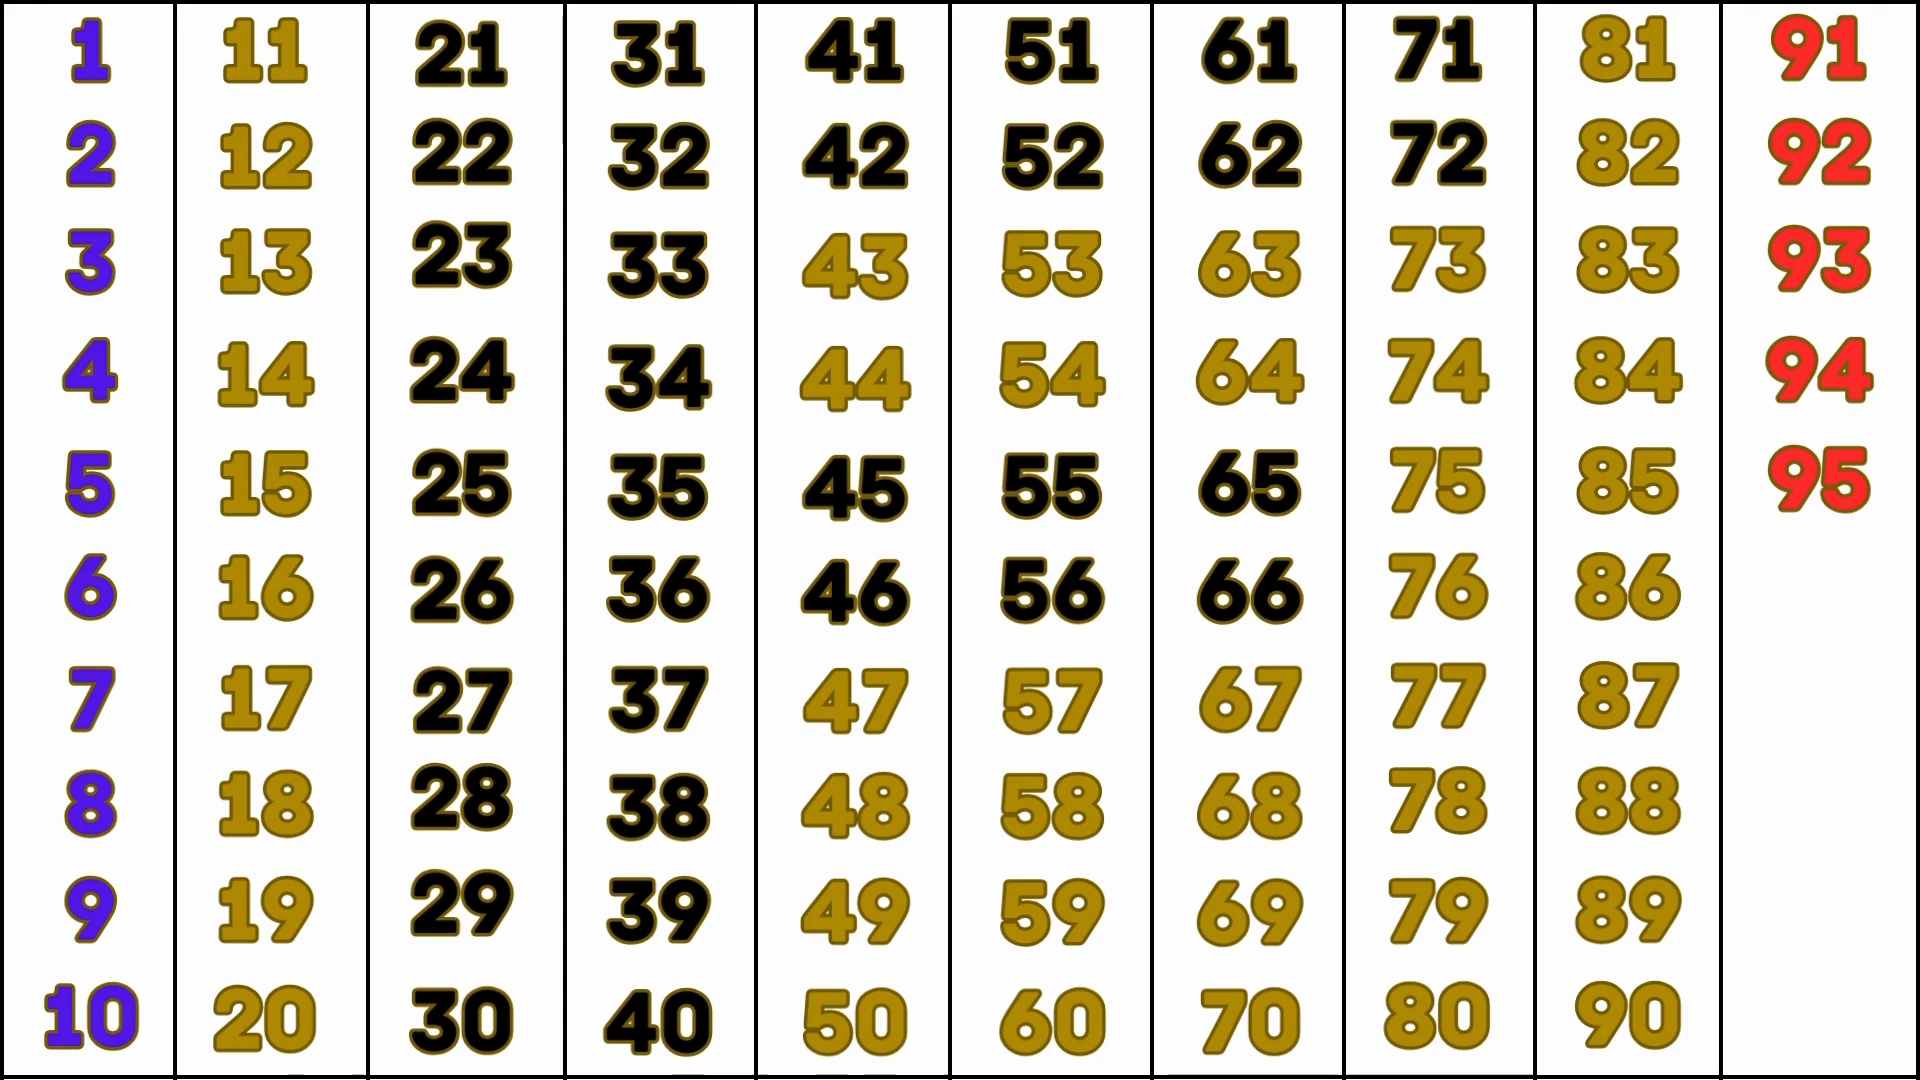 1 11 21 31 41 51 61 71 81 91
2 12 22 32 42 52 62 72 82 92
3 13 23 33 43 53 63 73 83 93
4 14 24 34 44 54 64 74 84 94
5 15 25 35 45 55 65 75 85 95
6 16 26 36 46 56 66 76 86
7 17 27 37 47 57 67 77 87
8 18 28 38 48 58 68 78 88
9 19 29 39 49 59 69 79 89
10 20 30 40 50 60 70 80 90